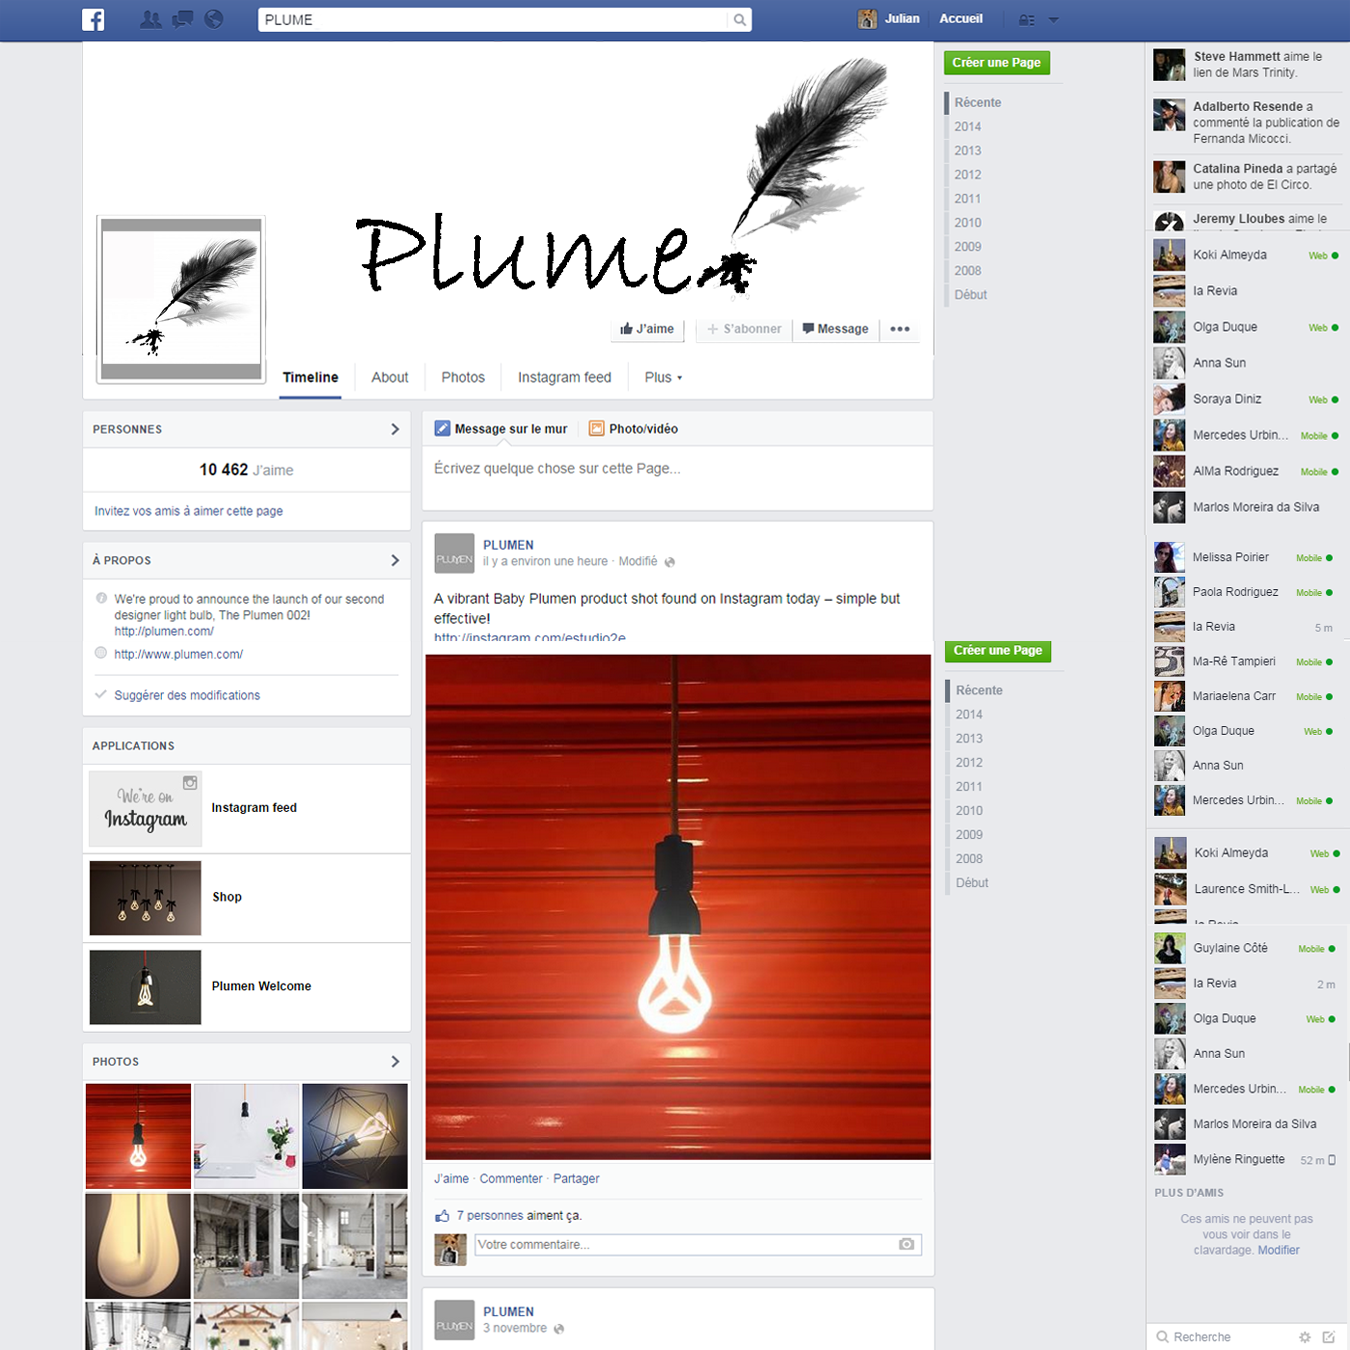 PLUME
Julian
Accueil
Plume
J'aime
S'abonner
Message
Timeline
About
Photos
Instagram feed
Plus
PERSONNES
10 462 J'aime
Invitez vos amis á aimer cette page
À PROPOS
We're proud to announce the launch of our second
designer light bulb, The Plumen 002!
http://plumen.com/
http://www.plumen.com/
Suggérer des modifications
APPLICATIONS
We're on
Instagram
Instagram feed
Shop
Plumen Welcome
PHOTOS
Message sur le mur
Photo/vidéo
Écrivez quelque chose sur cette Page...
PLUMEN
PLUMEN
il y a environ une heure · Modifié
A vibrant Baby Plumen product shot found on Instagram today – simple but
effective!
http://instagram.com/estudio2e
J'aime · Commenter · Partager
7 personnes aiment ça.
Votre commentaire...
PLUMEN
PLUMEN
3 novembre
Créer une Page
Récente
2014
2013
2012
2011
2010
2009
2008
Début
Créer une Page
Récente
2014
2013
2012
2011
2010
2009
2008
Début
Steve Hammett aime le
lien de Mars Trinity.
Adalberto Resende a
commenté la publication de
Fernanda Micocci.
Catalina Pineda a partagé
une photo de El Circo.
Jeremy Lloubes aime le
Koki Almeyda Web
Ia Revia
Olga Duque Web
Anna Sun
Soraya Diniz Web
Mercedes Urbin... Mobile
AlMa Rodriguez Mobile
Marlos Moreira da Silva
Melissa Poirier Mobile
Paola Rodriguez Mobile
Ia Revia 5 m
Ma-Rê Tampieri Mobile
Mariaelena Carr Mobile
Olga Duque Web
Anna Sun
Mercedes Urbin... Mobile
Koki Almeyda Web
Laurence Smith-L... Web
Ia Revia
Guylaine Côté Mobile
Ia Revia 2 m
Olga Duque Web
Anna Sun
Mercedes Urbin... Mobile
Marlos Moreira da Silva
Mylène Ringuette 52 m
PLUS D'AMIS
Ces amis ne peuvent pas
vous voir dans le
clavardage. Modifier
Recherche